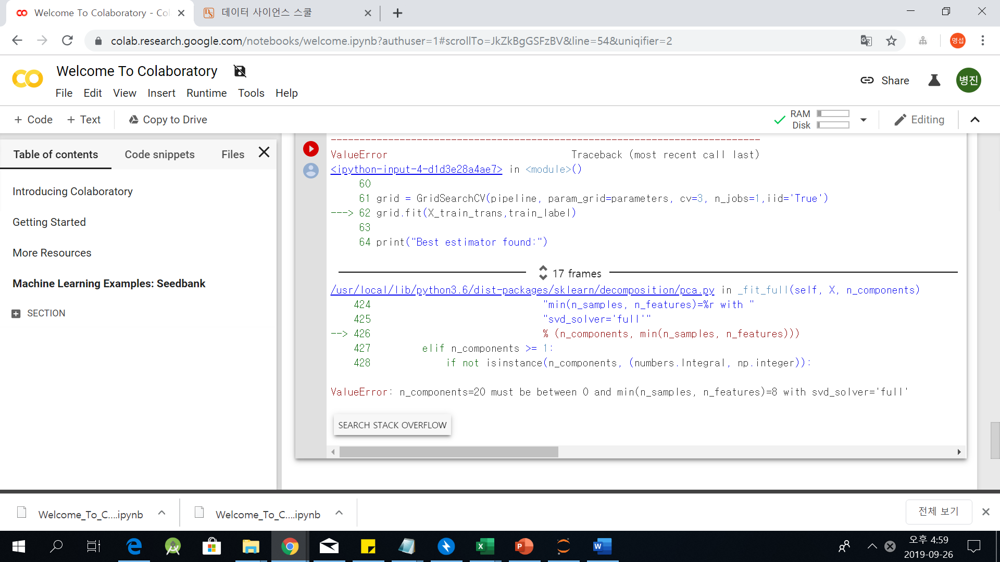 Welcome To Colaboratory - Col
데이터 사이언스 스쿨
colab.research.google.com/notebooks/welcome.ipynb?authuser=1#scrollTo=JkZkBgGSFzBV&line=54&uniqifier=2
명섭
Welcome To Colaboratory
File Edit View Insert Runtime Tools Help
Share
병진
+ Code + Text Copy to Drive
RAM
Disk
Editing
Table of contents Code snippets Files
Introducing Colaboratory
Getting Started
More Resources
Machine Learning Examples: Seedbank
SECTION
---------------------------------------------------------------------------
ValueError Traceback (most recent call last)
<ipython-input-4-d1d3e28a4ae7> in <module>()
60
61 grid = GridSearchCV(pipeline, param_grid=parameters, cv=3, n_jobs=1,iid='True')
---> 62 grid.fit(X_train_trans,train_label)
63
64 print("Best estimator found:")
17 frames
/usr/local/lib/python3.6/dist-packages/sklearn/decomposition/pca.py in _fit_full(self, X, n_components)
424 "min(n_samples, n_features)=%r with "
425 "svd_solver='full'"
--> 426 % (n_components, min(n_samples, n_features)))
427 elif n_components >= 1:
428 if not isinstance(n_components, (numbers.Integral, np.integer)):
ValueError: n_components=20 must be between 0 and min(n_samples, n_features)=8 with svd_solver='full'
SEARCH STACK OVERFLOW
Welcome_To_C....ipynb
Welcome_To_C....ipynb
전체 보기
오후 4:59
2019-09-26